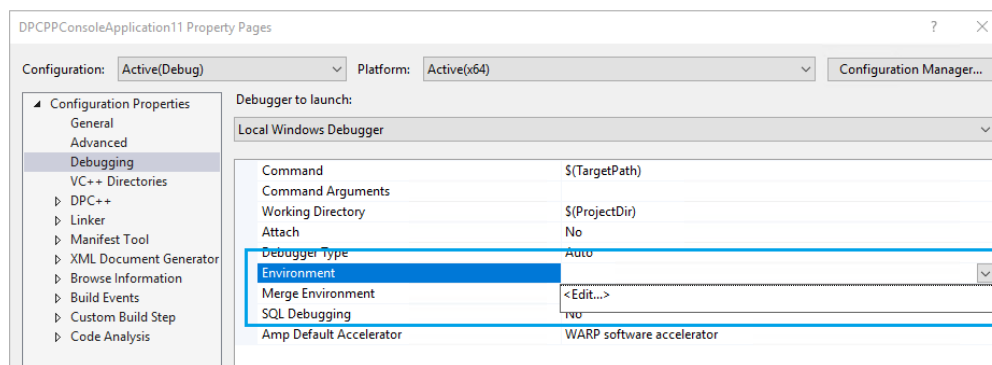 DPCPPConsoleApplication11 Property Pages ?
Configuration: Active(Debug) Platform: Active(x64) Configuration Manager...
Configuration Properties
General
Advanced
Debugging
VC++ Directories
DPC++
Linker
Manifest Tool
XML Document Generator
Browse Information
Build Events
Custom Build Step
Code Analysis
Debugger to launch:
Local Windows Debugger
Command $(TargetPath)
Command Arguments
Working Directory $(ProjectDir)
Attach No
Debugger Type Auto
Environment
Merge Environment <Edit...>
SQL Debugging No
Amp Default Accelerator WARP software accelerator